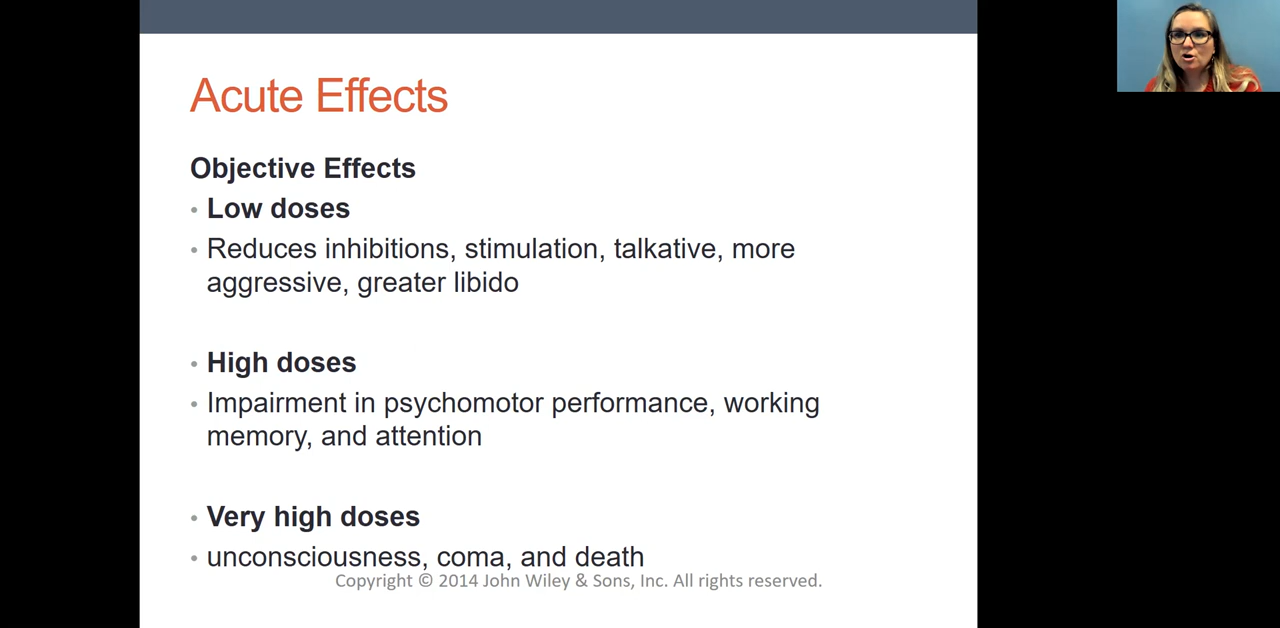 Acute Effects
Objective Effects
• Low doses
• Reduces inhibitions, stimulation, talkative, more
aggressive, greater libido
• High doses
• Impairment in psychomotor performance, working
memory, and attention
• Very high doses
• unconsciousness, coma, and death
Copyright © 2014 John Wiley & Sons, Inc. All rights reserved.